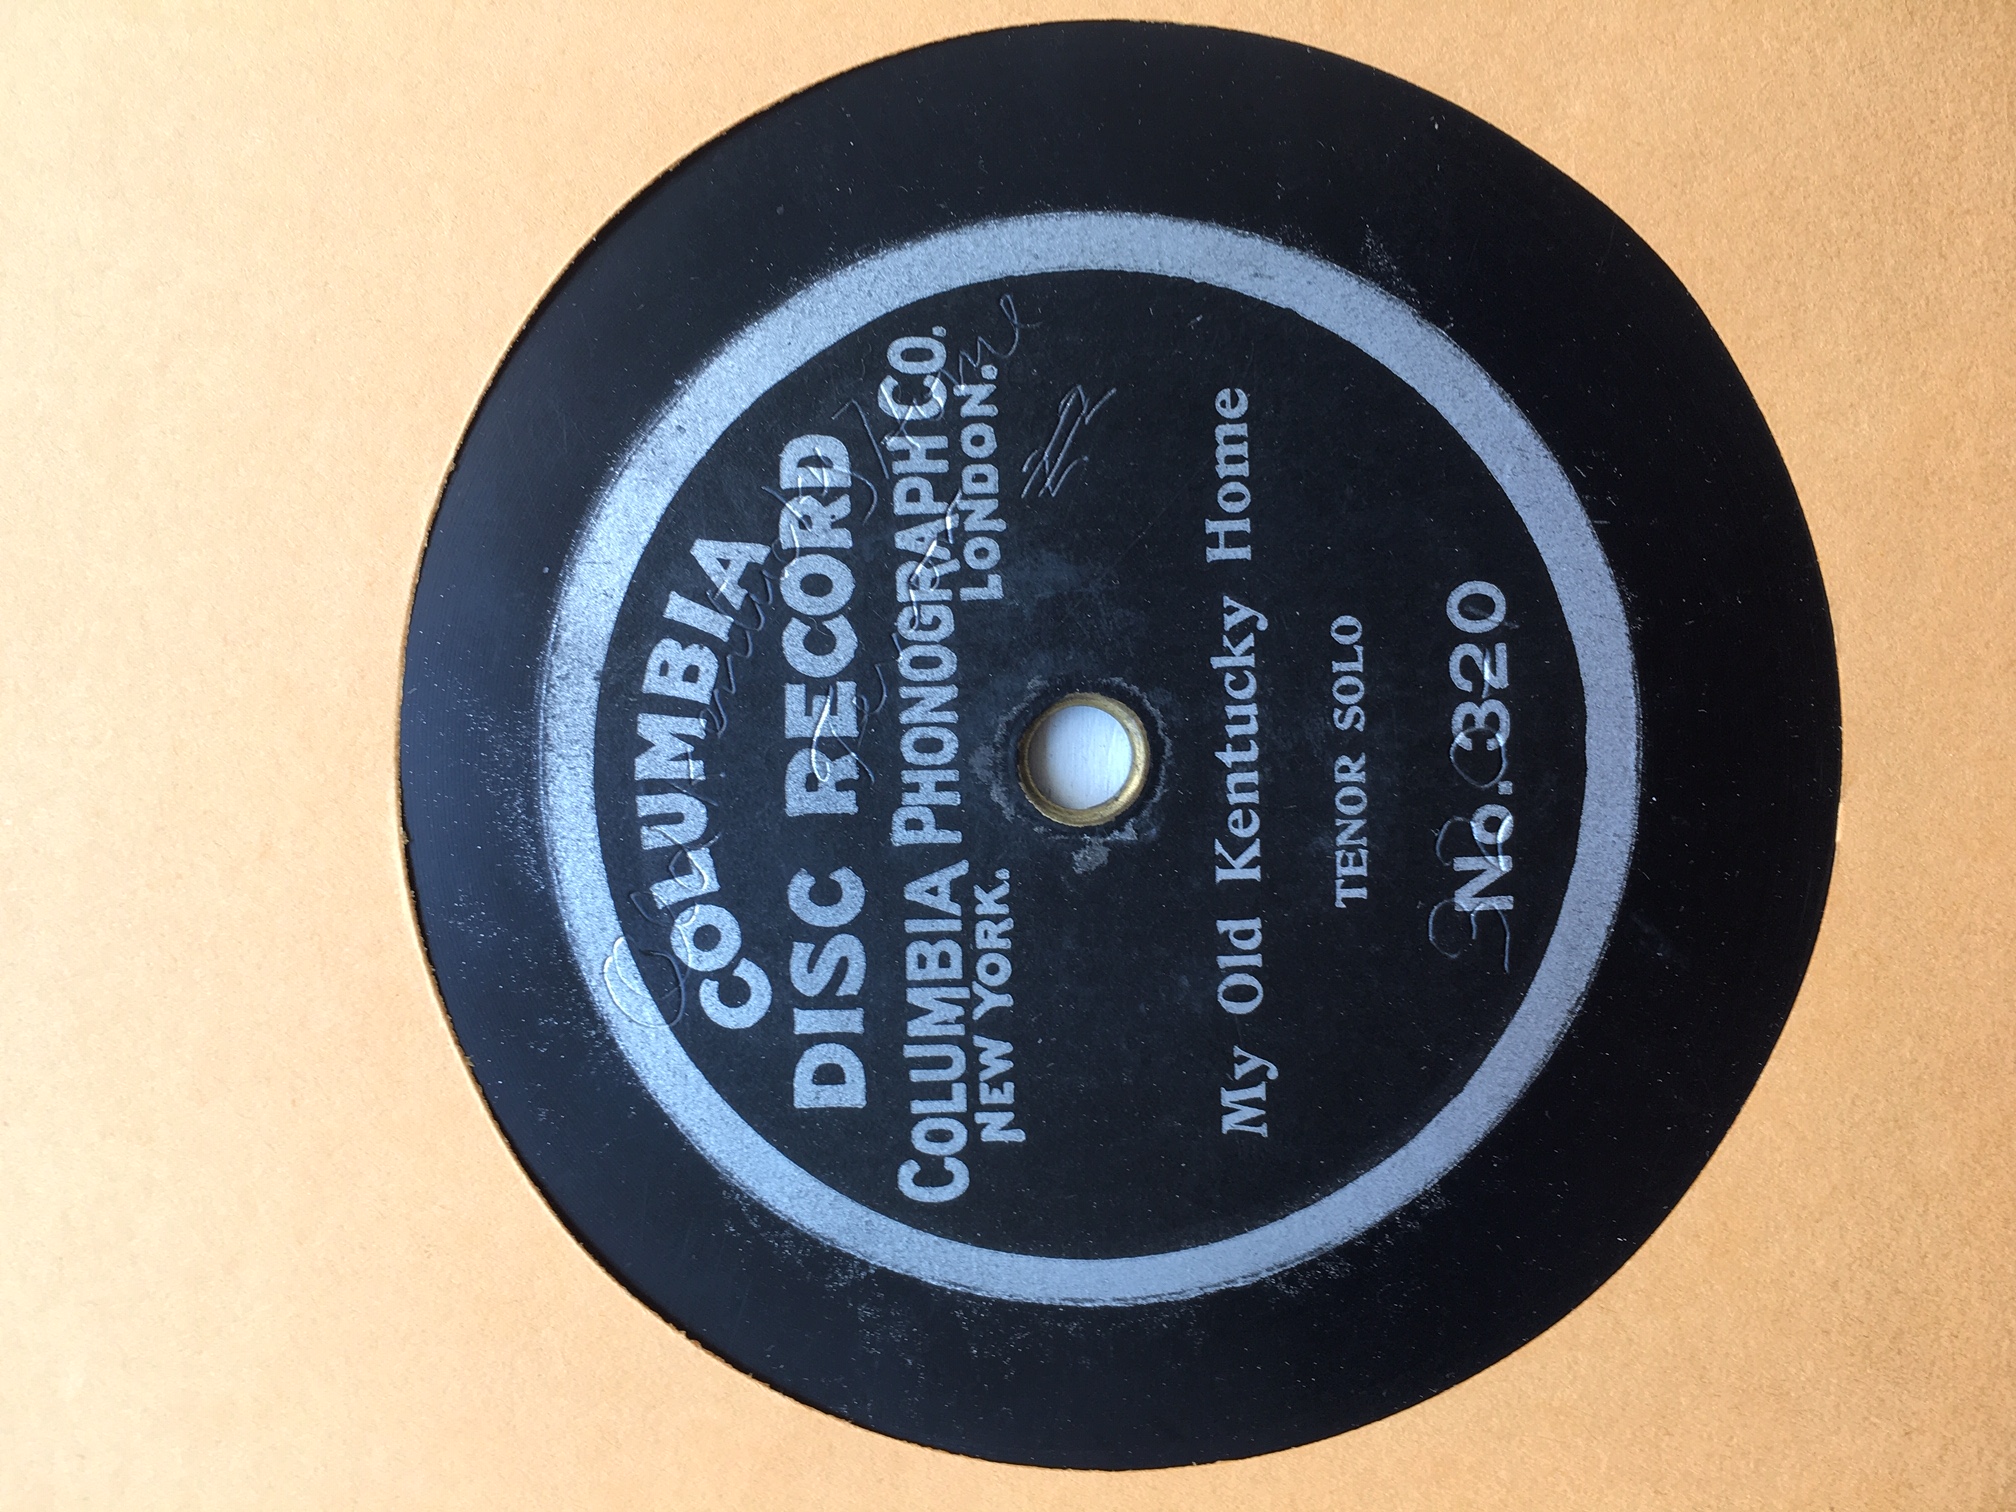 COLUMBIA
DISC RECORD
COLUMBIA PHONOGRAPH CO.
NEW YORK. LONDON.
My Old Kentucky Home
TENOR SOLO
No. 320